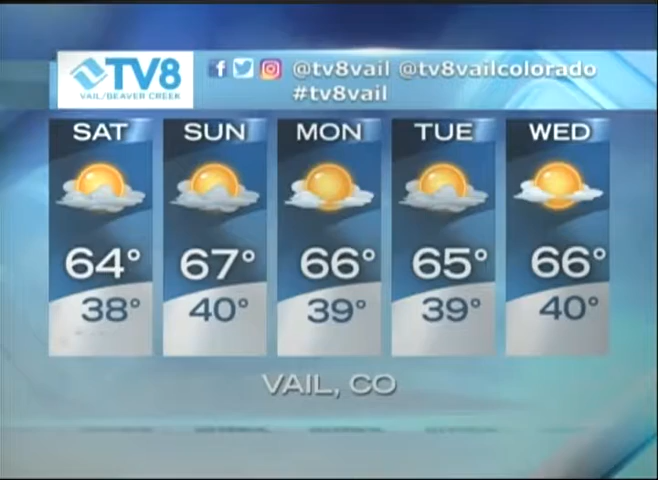 TV8
VAIL/BEAVER CREEK
@tv8vail @tv8vailcolorado
#tv8vail
SAT SUN MON TUE WED
64° 67° 66° 65° 66°
38° 40° 39° 39° 40°
VAIL, CO